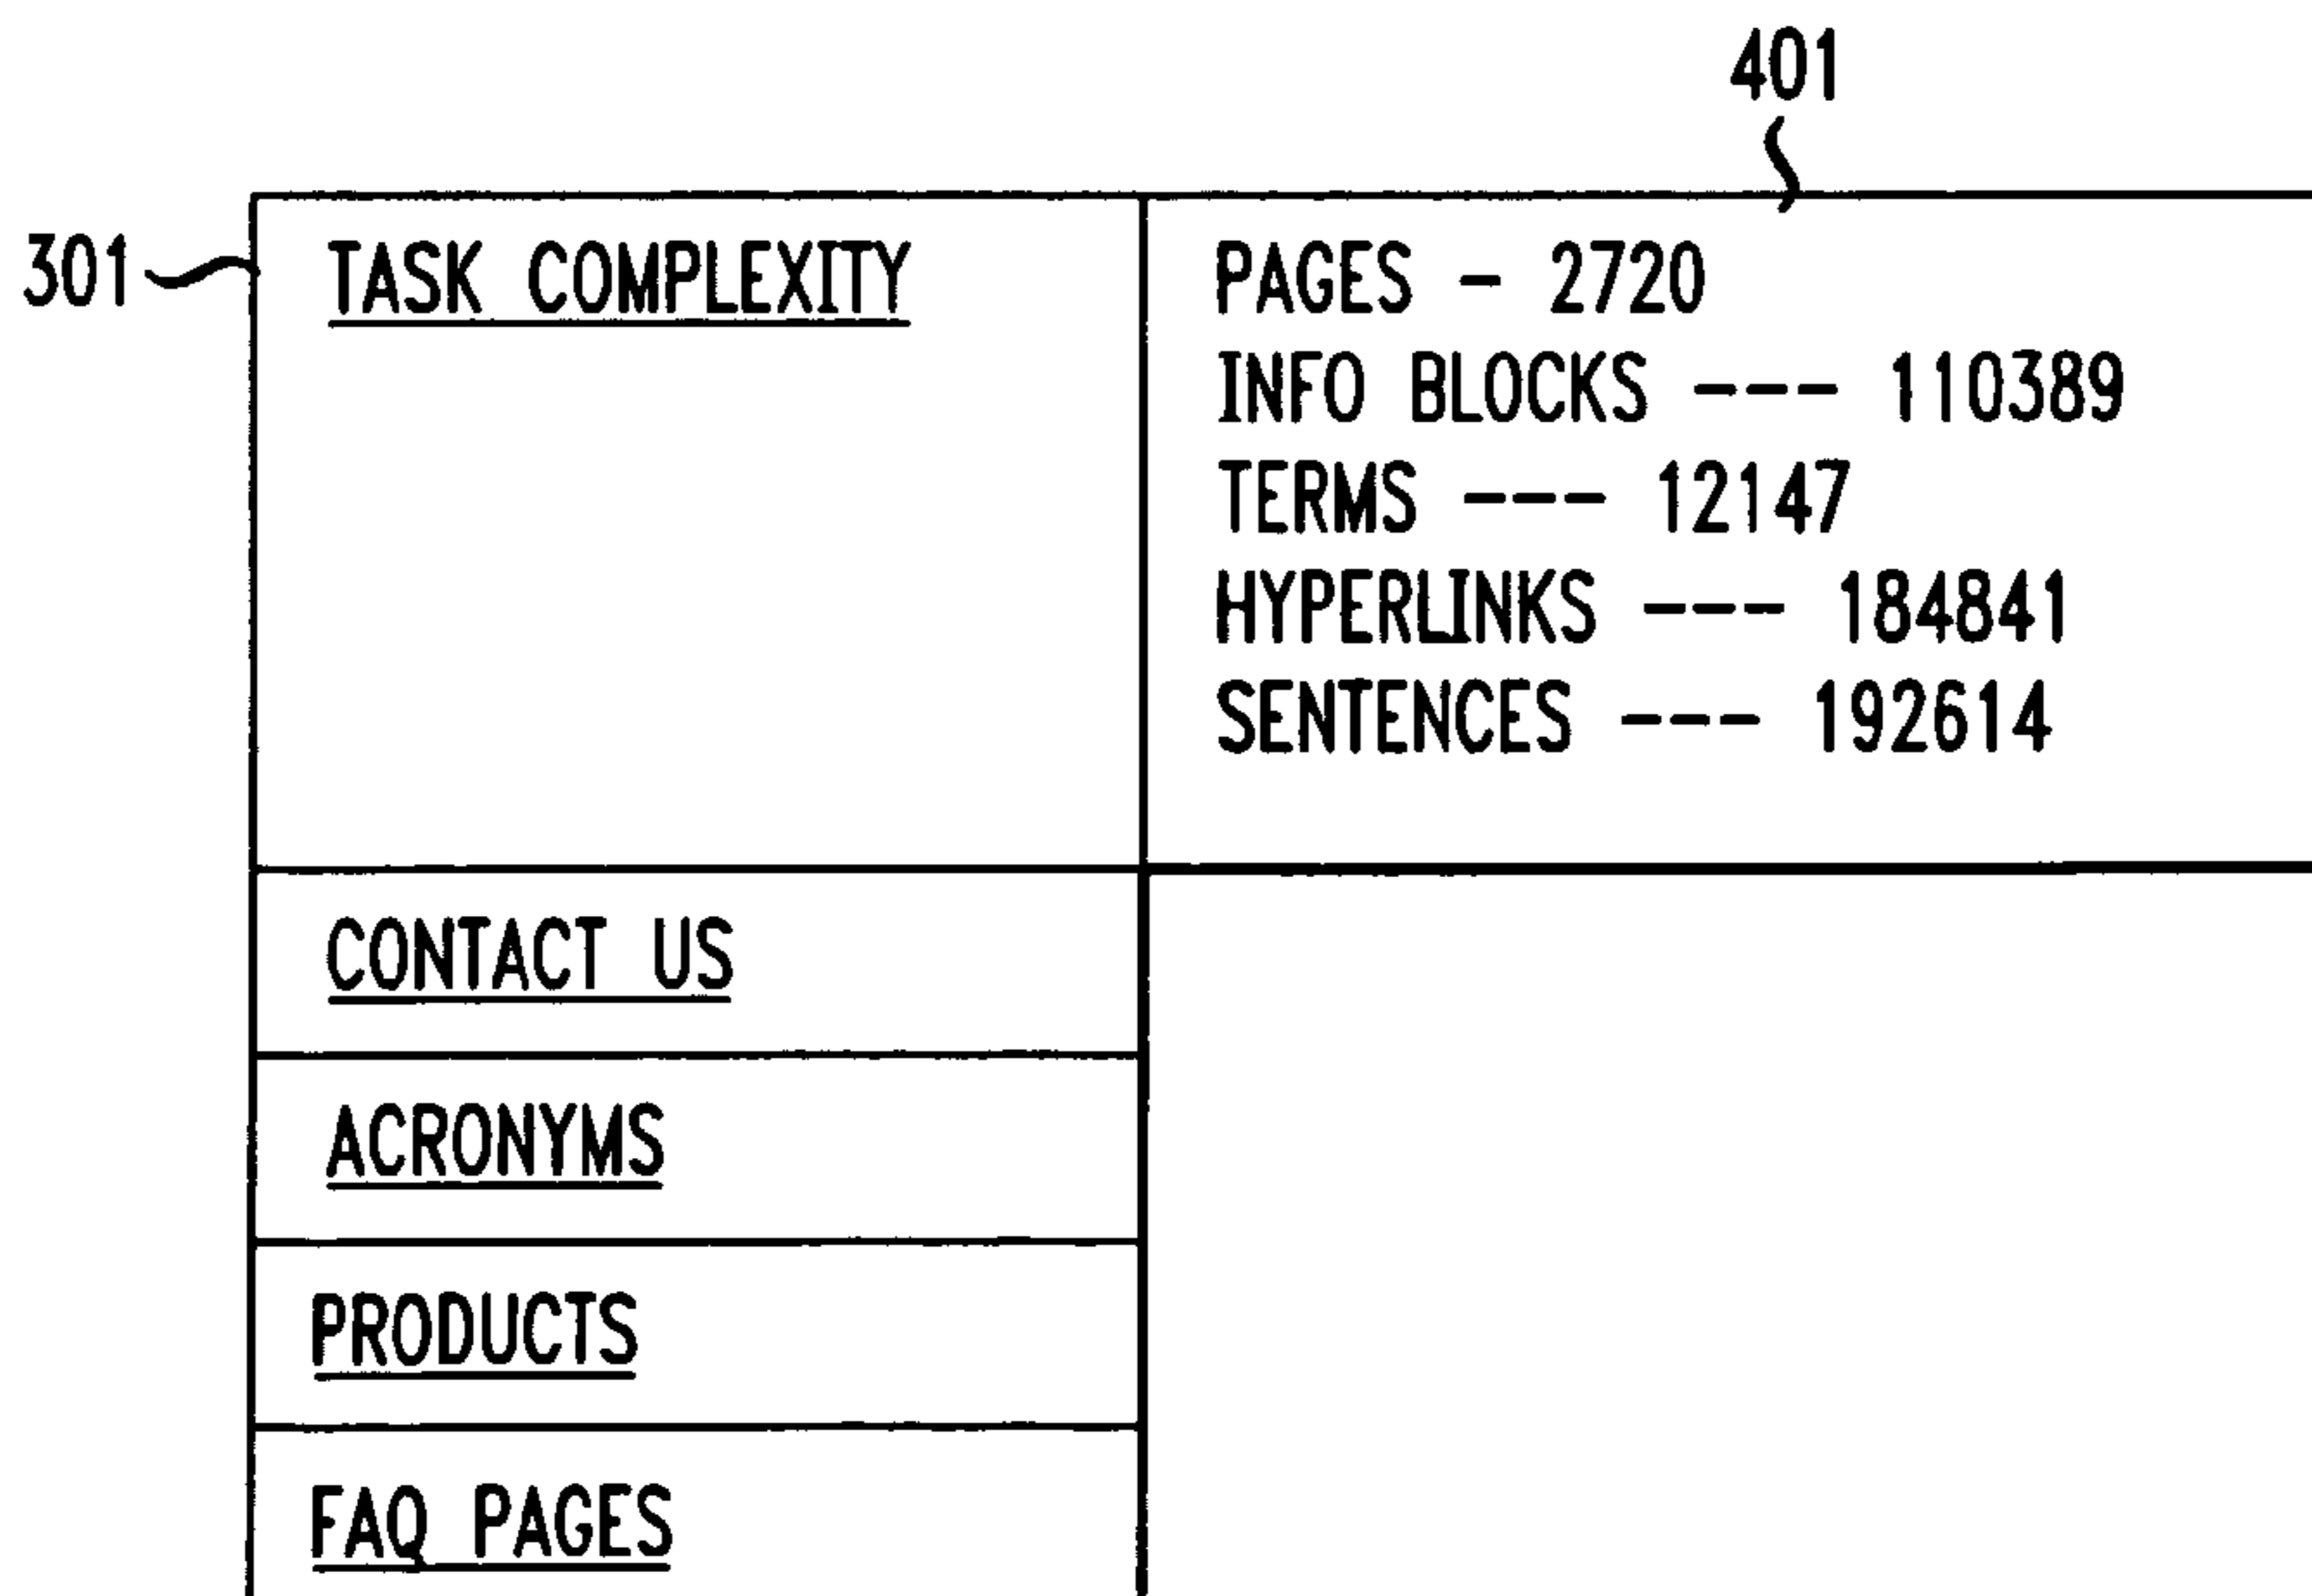 401
301
TASK COMPLEXITY
PAGES - 2720
INFO BLOCKS --- 110389
TERMS --- 12147
HYPERLINKS --- 184841
SENTENCES --- 192614
CONTACT US
ACRONYMS
PRODUCTS
FAQ PAGES